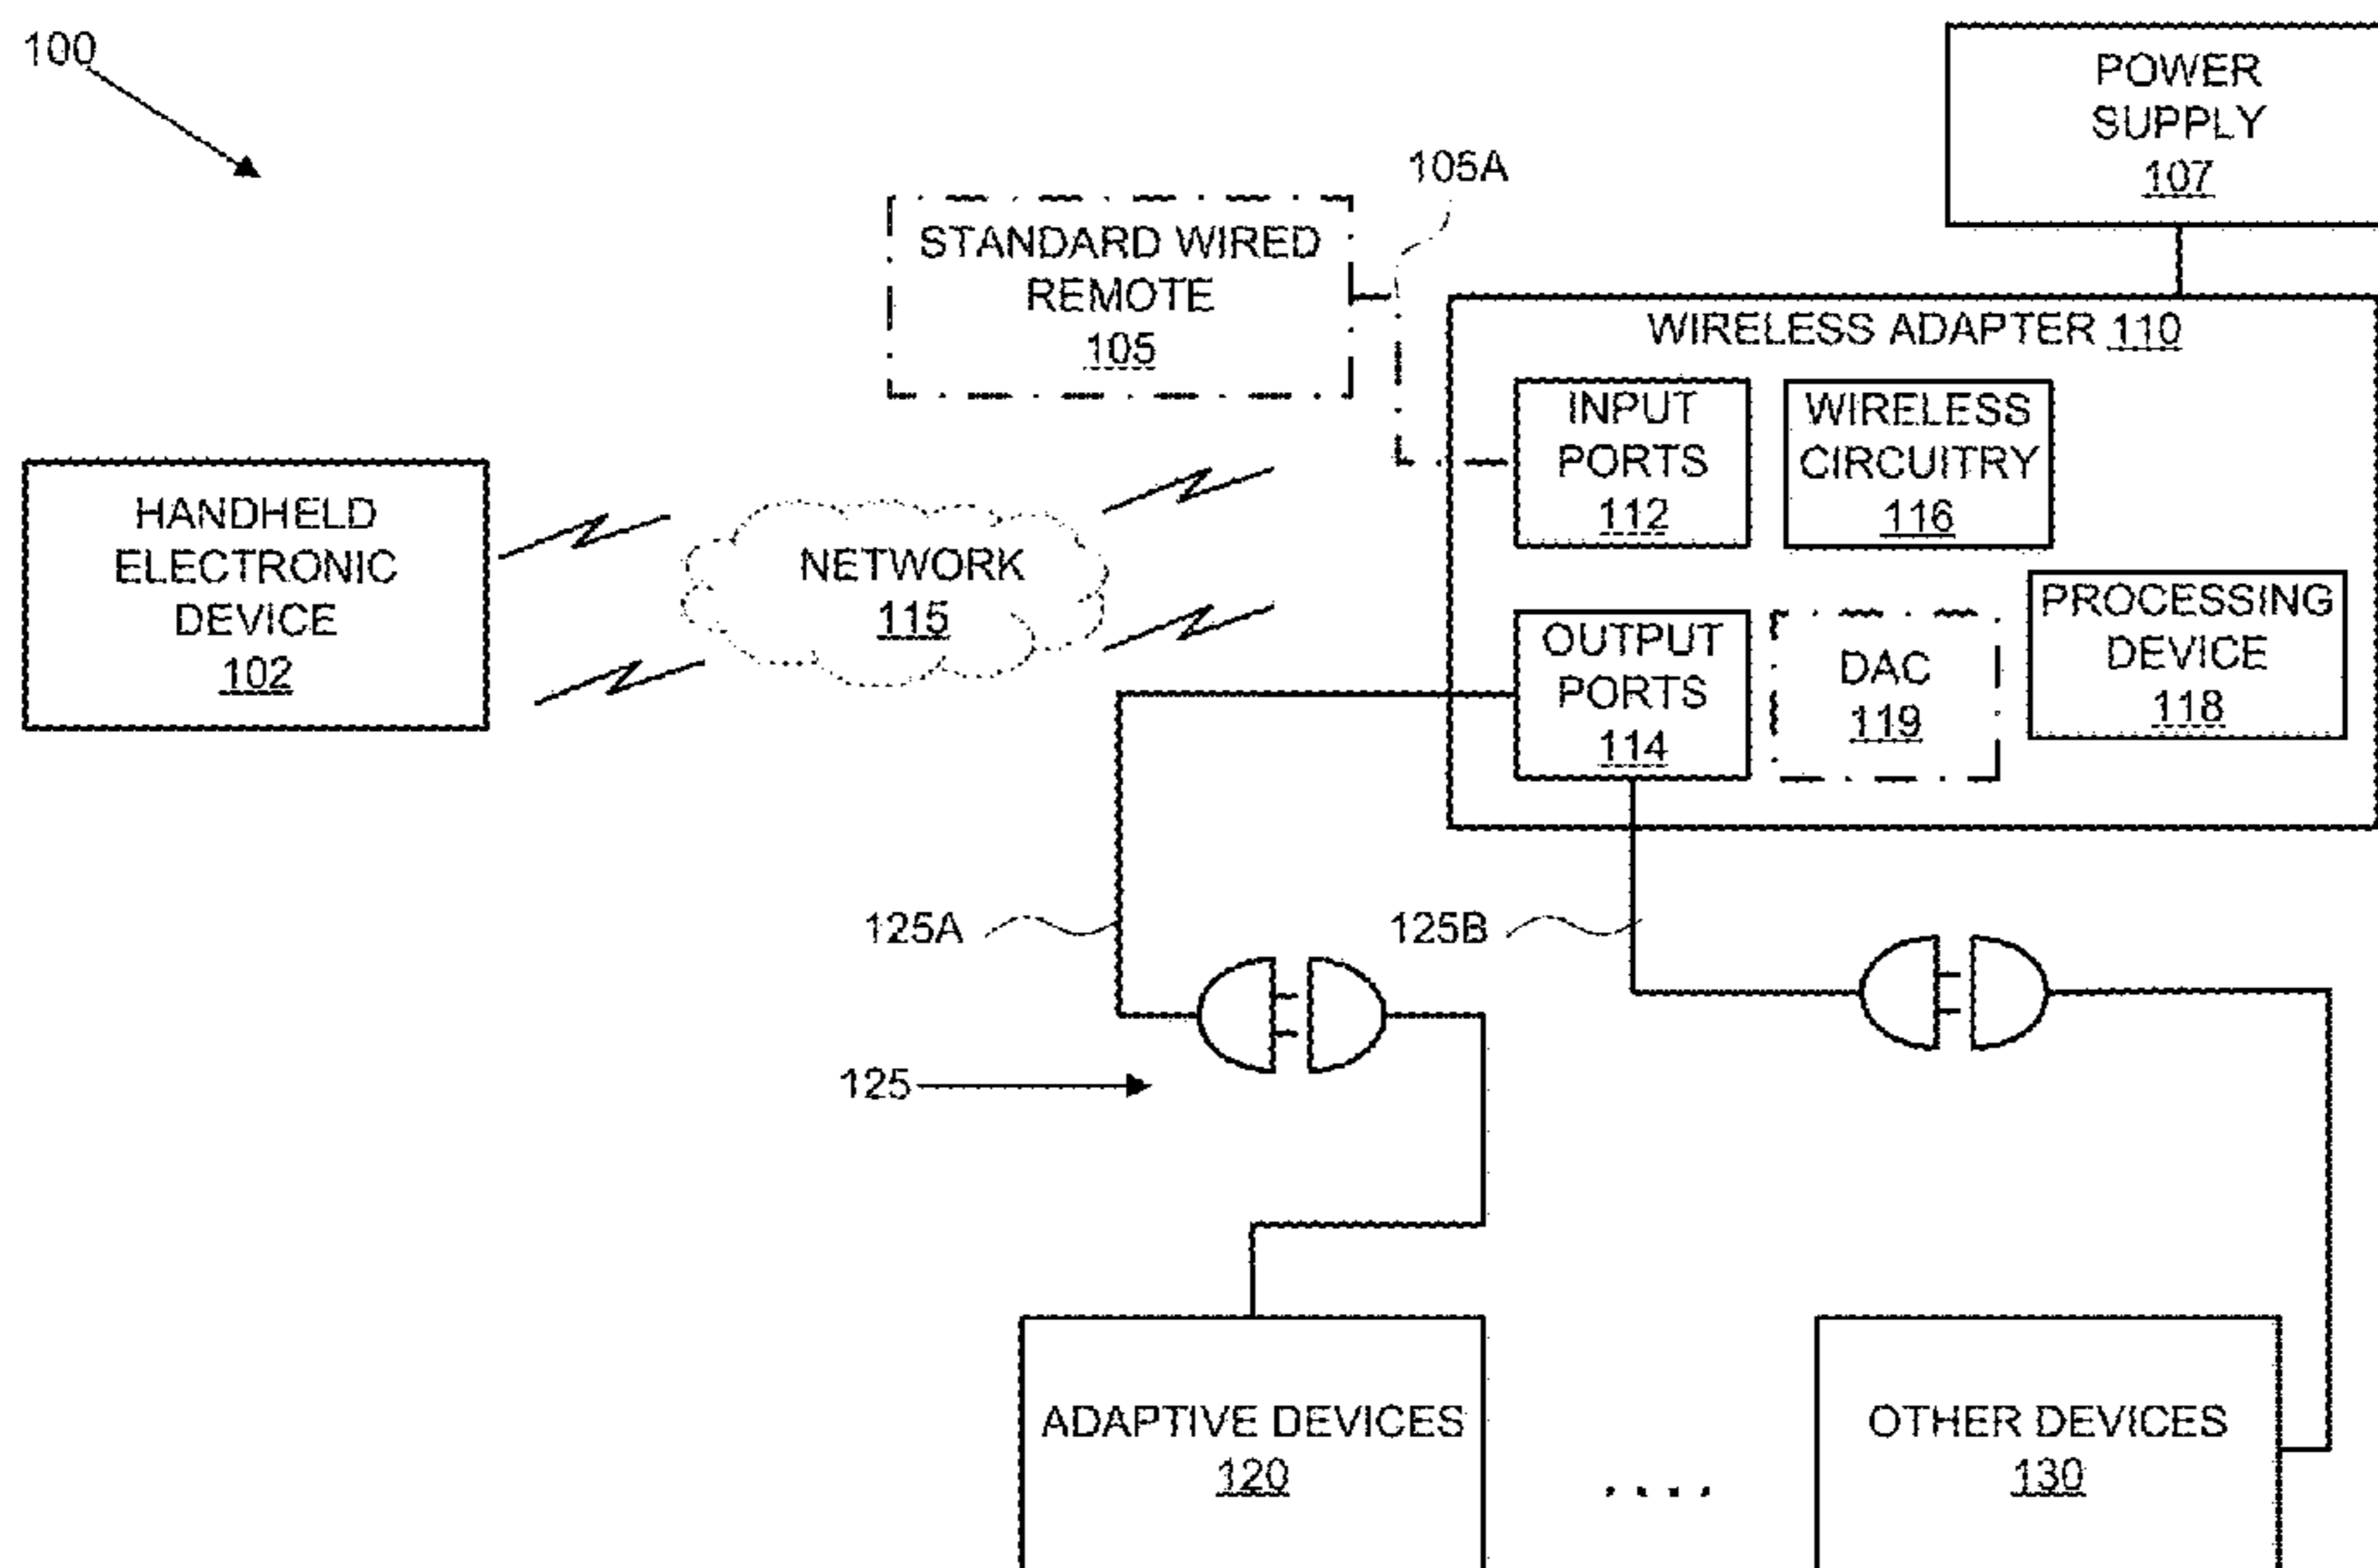 100
POWER
SUPPLY
107
105A
STANDARD WIRED
REMOTE
105
WIRELESS ADAPTER 110
INPUT
PORTS
112
WIRELESS
CIRCUITRY
116
HANDHELD
ELECTRONIC
DEVICE
102
NETWORK
115
OUTPUT
PORTS
114
DAC
119
PROCESSING
DEVICE
118
125A
125B
125
ADAPTIVE DEVICES
120
....
OTHER DEVICES
130